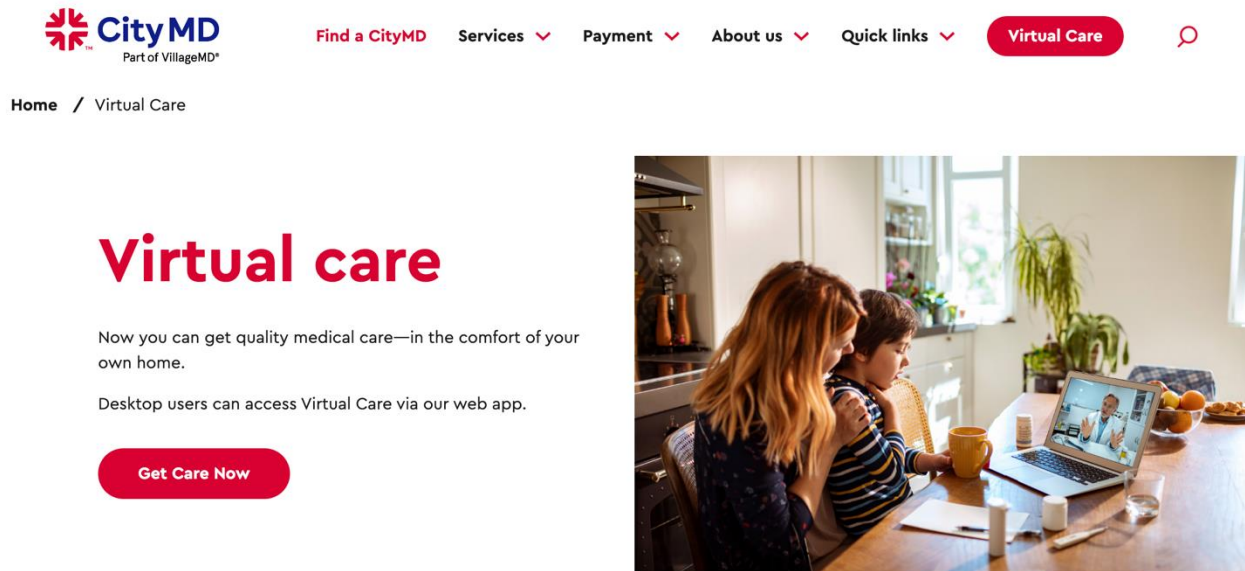 CityMD
Part of VillageMD®
Find a CityMD
Services
Payment
About us
Quick links
Virtual Care
Home / Virtual Care
Virtual care
Now you can get quality medical care—in the comfort of your
own home.
Desktop users can access Virtual Care via our web app.
Get Care Now